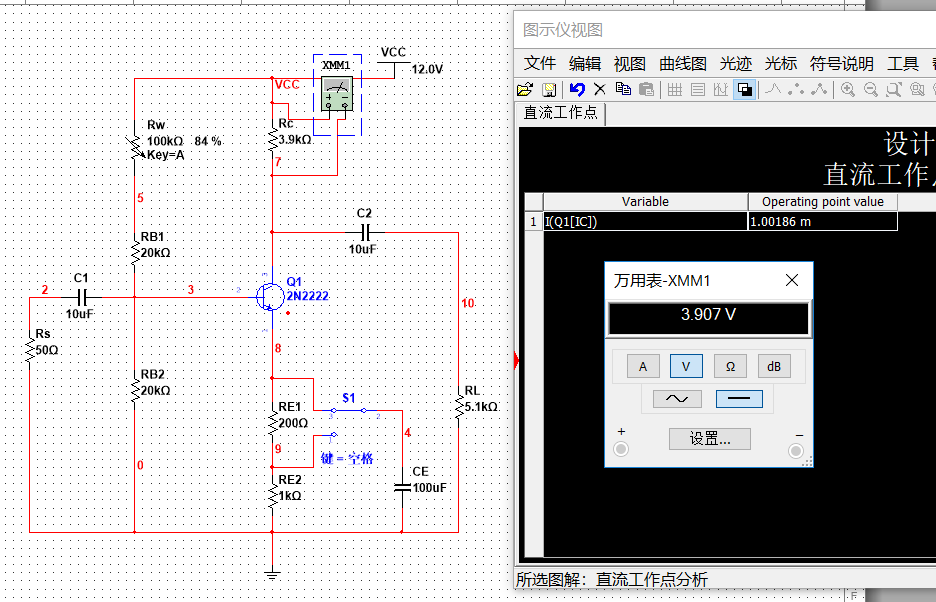 VCC
12.0V
XMM1
VCC
Rw
100kΩ 84 %
Key=A
Rc
3.9kΩ
7
5
RB1
20kΩ
C2
10uF
C1
10uF
2
3
Q1
2N2222
10
Rs
50Ω
8
RB2
20kΩ
S1
RL
5.1kΩ
RE1
200Ω
4
9
键 = 空格
0
RE2
1kΩ
CE
100uF
图示仪视图
文件 编辑 视图 曲线图 光迹 光标 符号说明 工具
直流工作点
设计
直流工作点
Variable Operating point value
1 I(Q1[IC]) 1.00186 m
万用表-XMM1
3.907 V
A V Ω dB
+ 设置... −
所选图解: 直流工作点分析
F